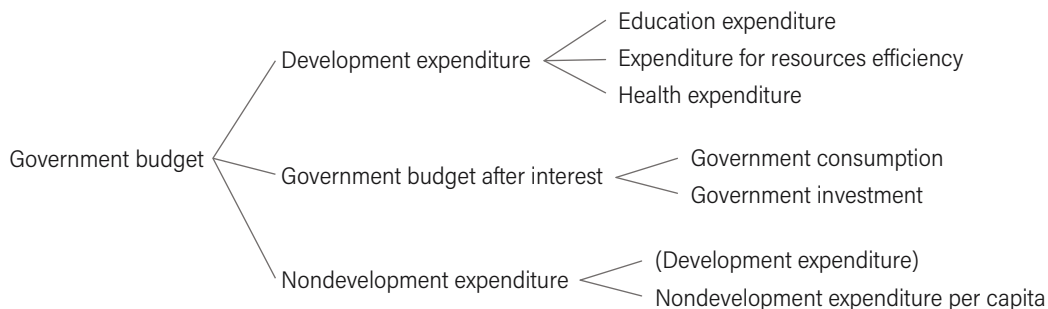 Education expenditure
Development expenditure
Expenditure for resources efficiency
Health expenditure
Government budget
Government consumption
Government budget after interest
Government investment
(Development expenditure)
Nondevelopment expenditure
Nondevelopment expenditure per capita